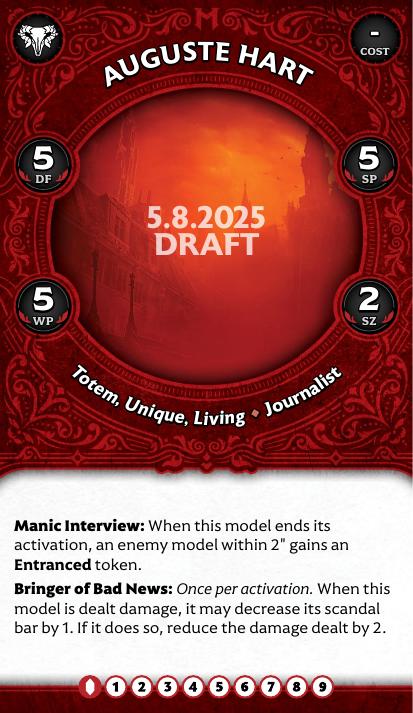 AUGUSTE HART
-
COST
5
DF
5
SP
5.8.2025
DRAFT
5
WP
2
SZ
Totem, Unique, Living ♦ Journalist
Manic Interview: When this model ends its
activation, an enemy model within 2" gains an
Entranced token.
Bringer of Bad News: Once per activation. When this
model is dealt damage, it may decrease its scandal
bar by 1. If it does so, reduce the damage dealt by 2.
1 2 3 4 5 6 7 8 9